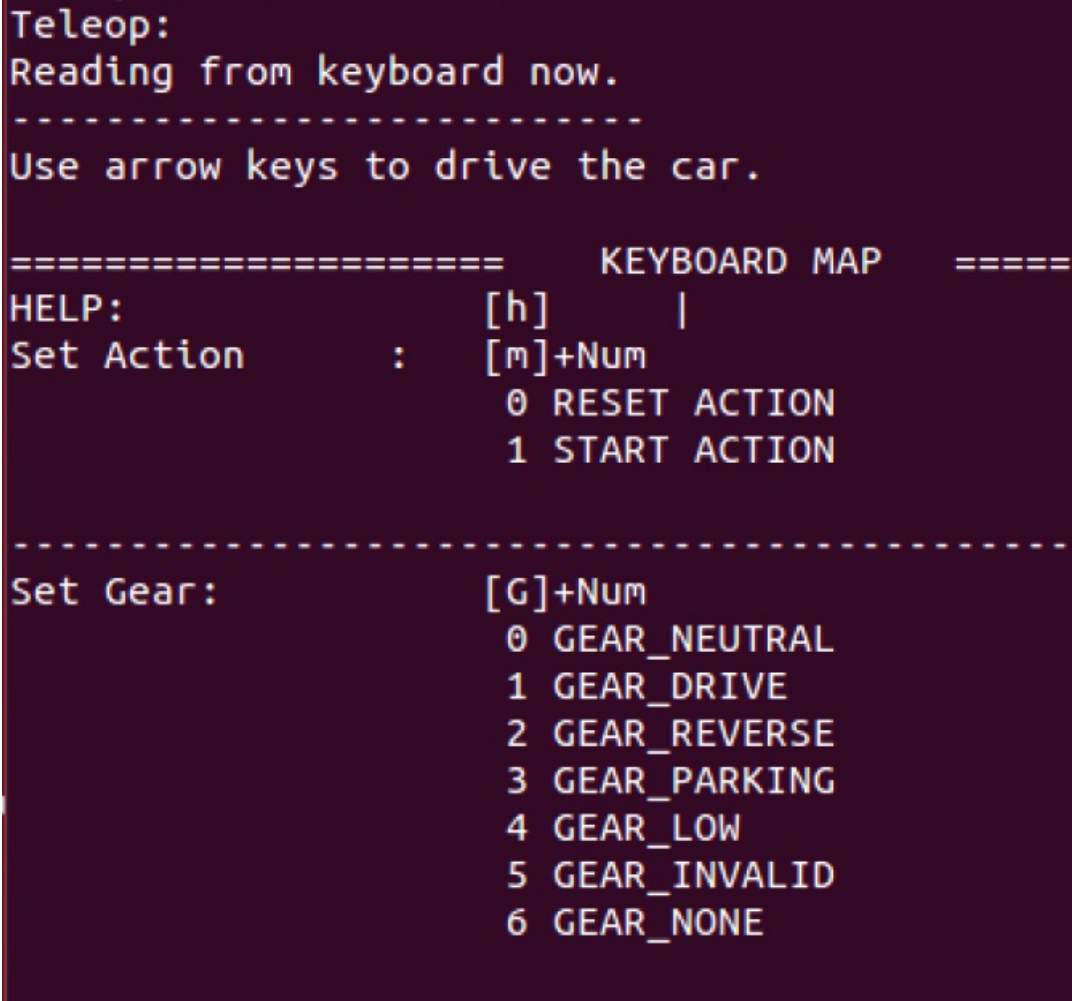 Teleop:
Reading from keyboard now.
---------------------------
Use arrow keys to drive the car.
=====================    KEYBOARD MAP   =====
HELP:               [h]     |
Set Action      :   [m]+Num
                     0 RESET ACTION
                     1 START ACTION
---------------------------------------------
Set Gear:           [G]+Num
                     0 GEAR_NEUTRAL
                     1 GEAR_DRIVE
                     2 GEAR_REVERSE
                     3 GEAR_PARKING
                     4 GEAR_LOW
                     5 GEAR_INVALID
                     6 GEAR_NONE